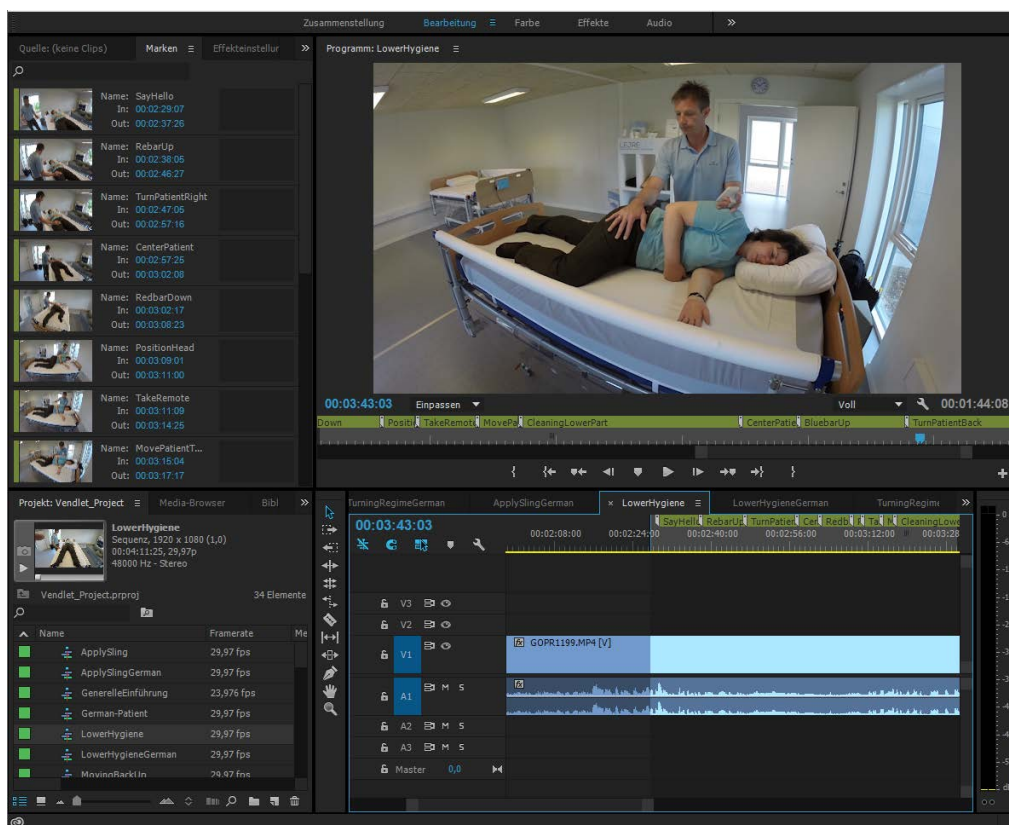 Zusammenstellung Bearbeitung Farbe Effekte Audio
Quelle: (keine Clips) Marken Effekteinstellur
Programm: LowerHygiene
Name: SayHello
In: 00:02:29:07
Out: 00:02:37:26
Name: RebarUp
In: 00:02:38:05
Out: 00:02:46:27
Name: TurnPatientRight
In: 00:02:47:05
Out: 00:02:57:16
Name: CenterPatient
In: 00:02:57:25
Out: 00:03:02:08
Name: RedbarDown
In: 00:03:02:17
Out: 00:03:08:23
Name: PositionHead
In: 00:03:09:01
Out: 00:03:11:00
Name: TakeRemote
In: 00:03:11:09
Out: 00:03:14:25
Name: MovePatientT...
In: 00:03:15:04
Out: 00:03:17:17
00:03:43:03 Einpassen Voll 00:01:44:08
Down Positi TakeRemote MovePa CleaningLowerPart CenterPatie BluebarUp TurnPatientBack
Projekt: Vendlet_Project Media-Browser Bibl
LowerHygiene
Sequenz, 1920 x 1080 (1,0)
00:04:11:25, 29,97p
48000 Hz - Stereo
Vendlet_Project.prproj 34 Elemente
Name Framerate Me
ApplySling 29,97 fps
ApplySlingGerman 29,97 fps
GenerelleEinführung 23,976 fps
German-Patient 29,97 fps
LowerHygiene 29,97 fps
LowerHygieneGerman 29,97 fps
MovingBackUp 29,97 fps
TurningRegimeGerman ApplySlingGerman × LowerHygiene LowerHygieneGerman TurningRegime
00:03:43:03
SayHello RebarUp TurnPatien Cen Redb Ta CleaningLowe
00:02:08:00 00:02:24:00 00:02:40:00 00:02:56:00 00:03:12:00 00:03:28
V3
V2
V1
GOPR1199.MP4 [V]
A1 M S
A2 M S
A3 M S
Master 0,0